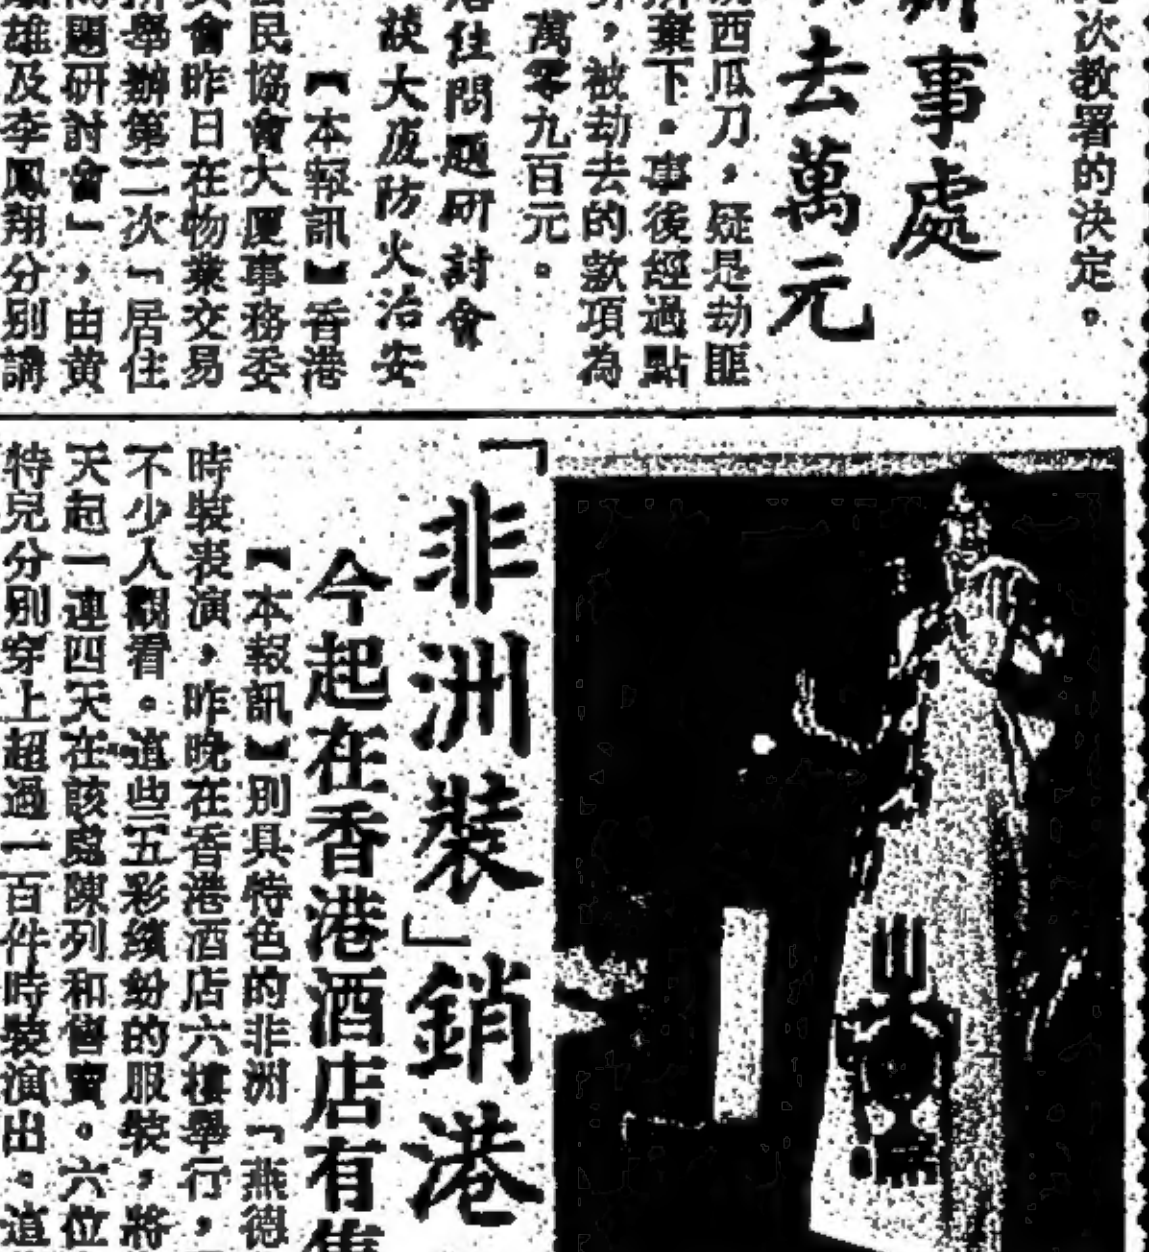 次教署的決定。
事處
去萬元
西瓜刀，疑是劫匪
棄下。事後經過點
，被劫去的款項為
萬零九百元。
住問題研討會
談大廈防火治安
【本報訊】香港
民協會大廈事務委
會昨日在物業交易
舉辦第二次「居住
問題研討會」，由黃
雄及李鳳翔分別講
「非洲裝」銷港
今起在香港酒店有售
【本報訊】別具特色的非洲「燕德
時裝表演，昨晚在香港酒店六樓舉行，
不少人觀看。這些五彩繽紛的服裝，將
天起一連四天在該處陳列和售賣。六位
特兒分別穿上超過一百件時裝演出。這